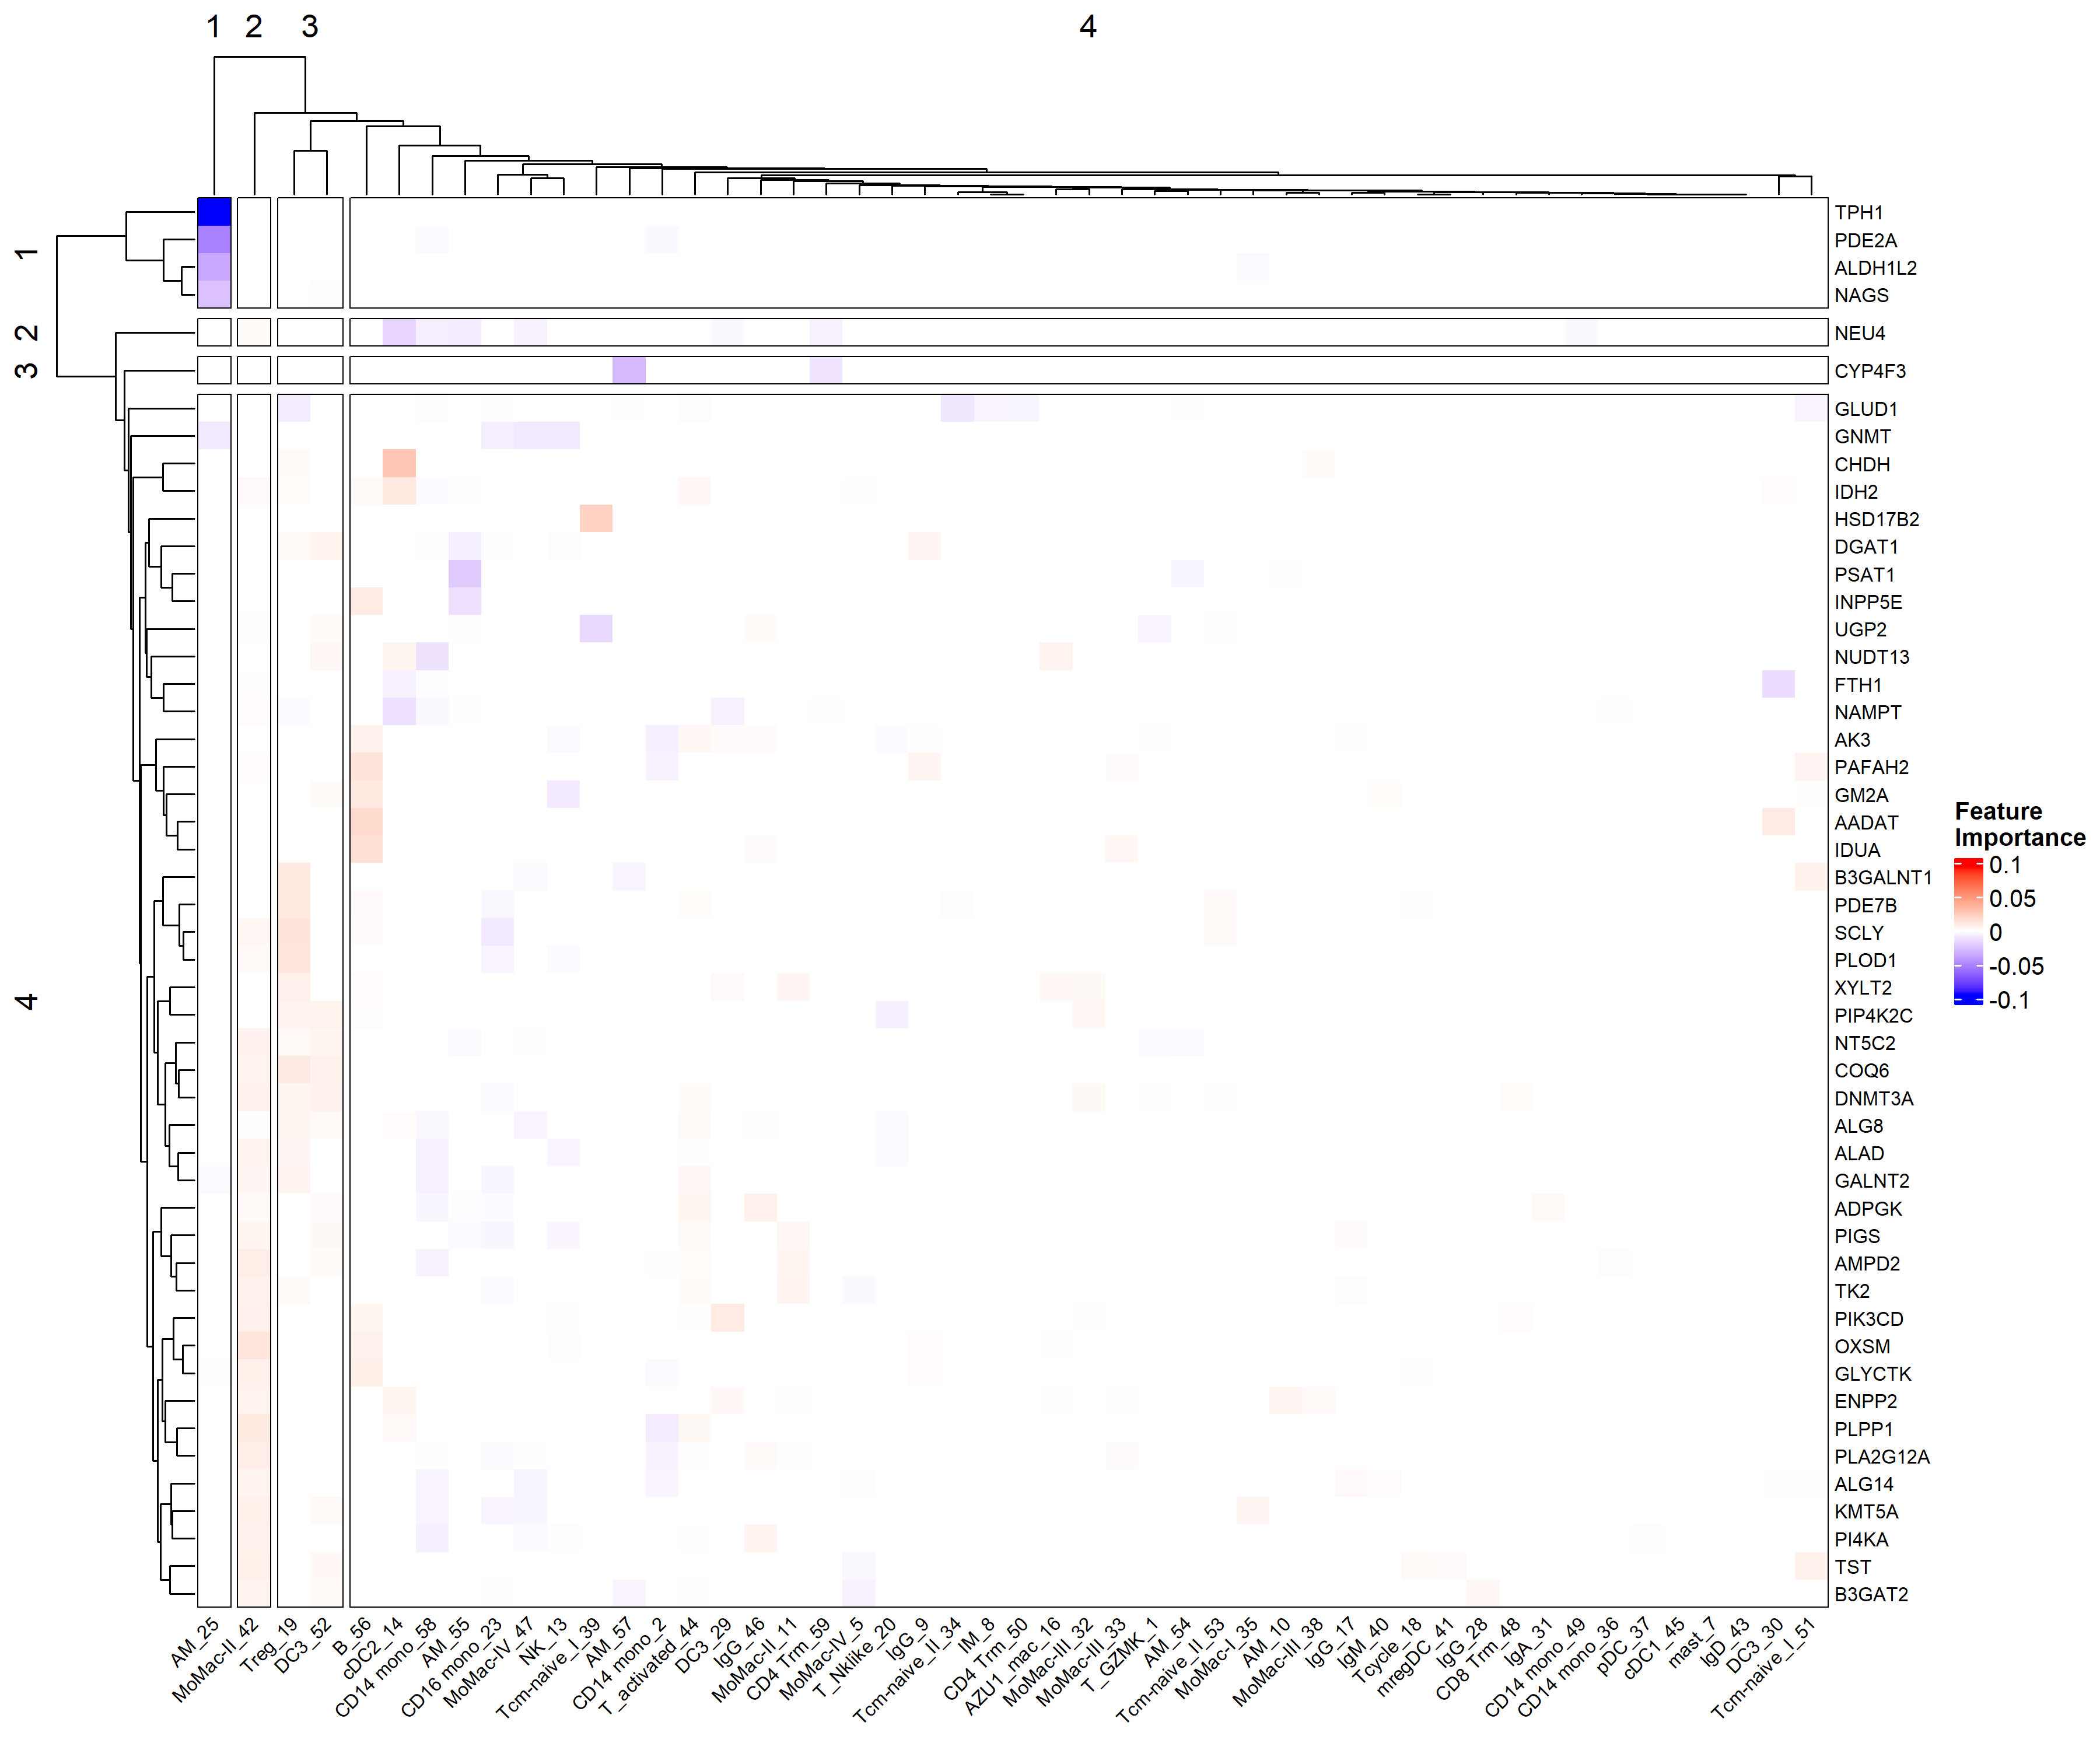 1 2 3 4
1
2
3
4
TPH1
PDE2A
ALDH1L2
NAGS
NEU4
CYP4F3
GLUD1
GNMT
CHDH
IDH2
HSD17B2
DGAT1
PSAT1
INPP5E
UGP2
NUDT13
FTH1
NAMPT
AK3
PAFAH2
GM2A
AADAT
IDUA
B3GALNT1
PDE7B
SCLY
PLOD1
XYLT2
PIP4K2C
NT5C2
COQ6
DNMT3A
ALG8
ALAD
GALNT2
ADPGK
PIGS
AMPD2
TK2
PIK3CD
OXSM
GLYCTK
ENPP2
PLPP1
PLA2G12A
ALG14
KMT5A
PI4KA
TST
B3GAT2
Feature
Importance
0.1
0.05
0
-0.05
-0.1
AM_25
MoMac-II_42
Treg_19
DC3_52
B_56
cDC2_14
CD14 mono_58
AM_55
CD16 mono_23
MoMac-IV_47
NK_13
Tcm-naive_I_39
AM_57
CD14 mono_2
T_activated_44
DC3_29
IgG_46
MoMac-II_11
CD4 Trm_59
MoMac-IV_5
T_Nklike_20
IgG_9
Tcm-naive_II_34
IM_8
CD4 Trm_50
AZU1_mac_16
MoMac-III_32
MoMac-III_33
T_GZMK_1
AM_54
Tcm-naive_II_53
MoMac-I_35
AM_10
MoMac-III_38
IgG_17
IgM_40
Tcycle_18
mregDC_41
IgG_28
CD8 Trm_48
IgA_31
CD14 mono_49
CD14 mono_36
pDC_37
cDC1_45
mast_7
IgD_43
DC3_30
Tcm-naive_I_51